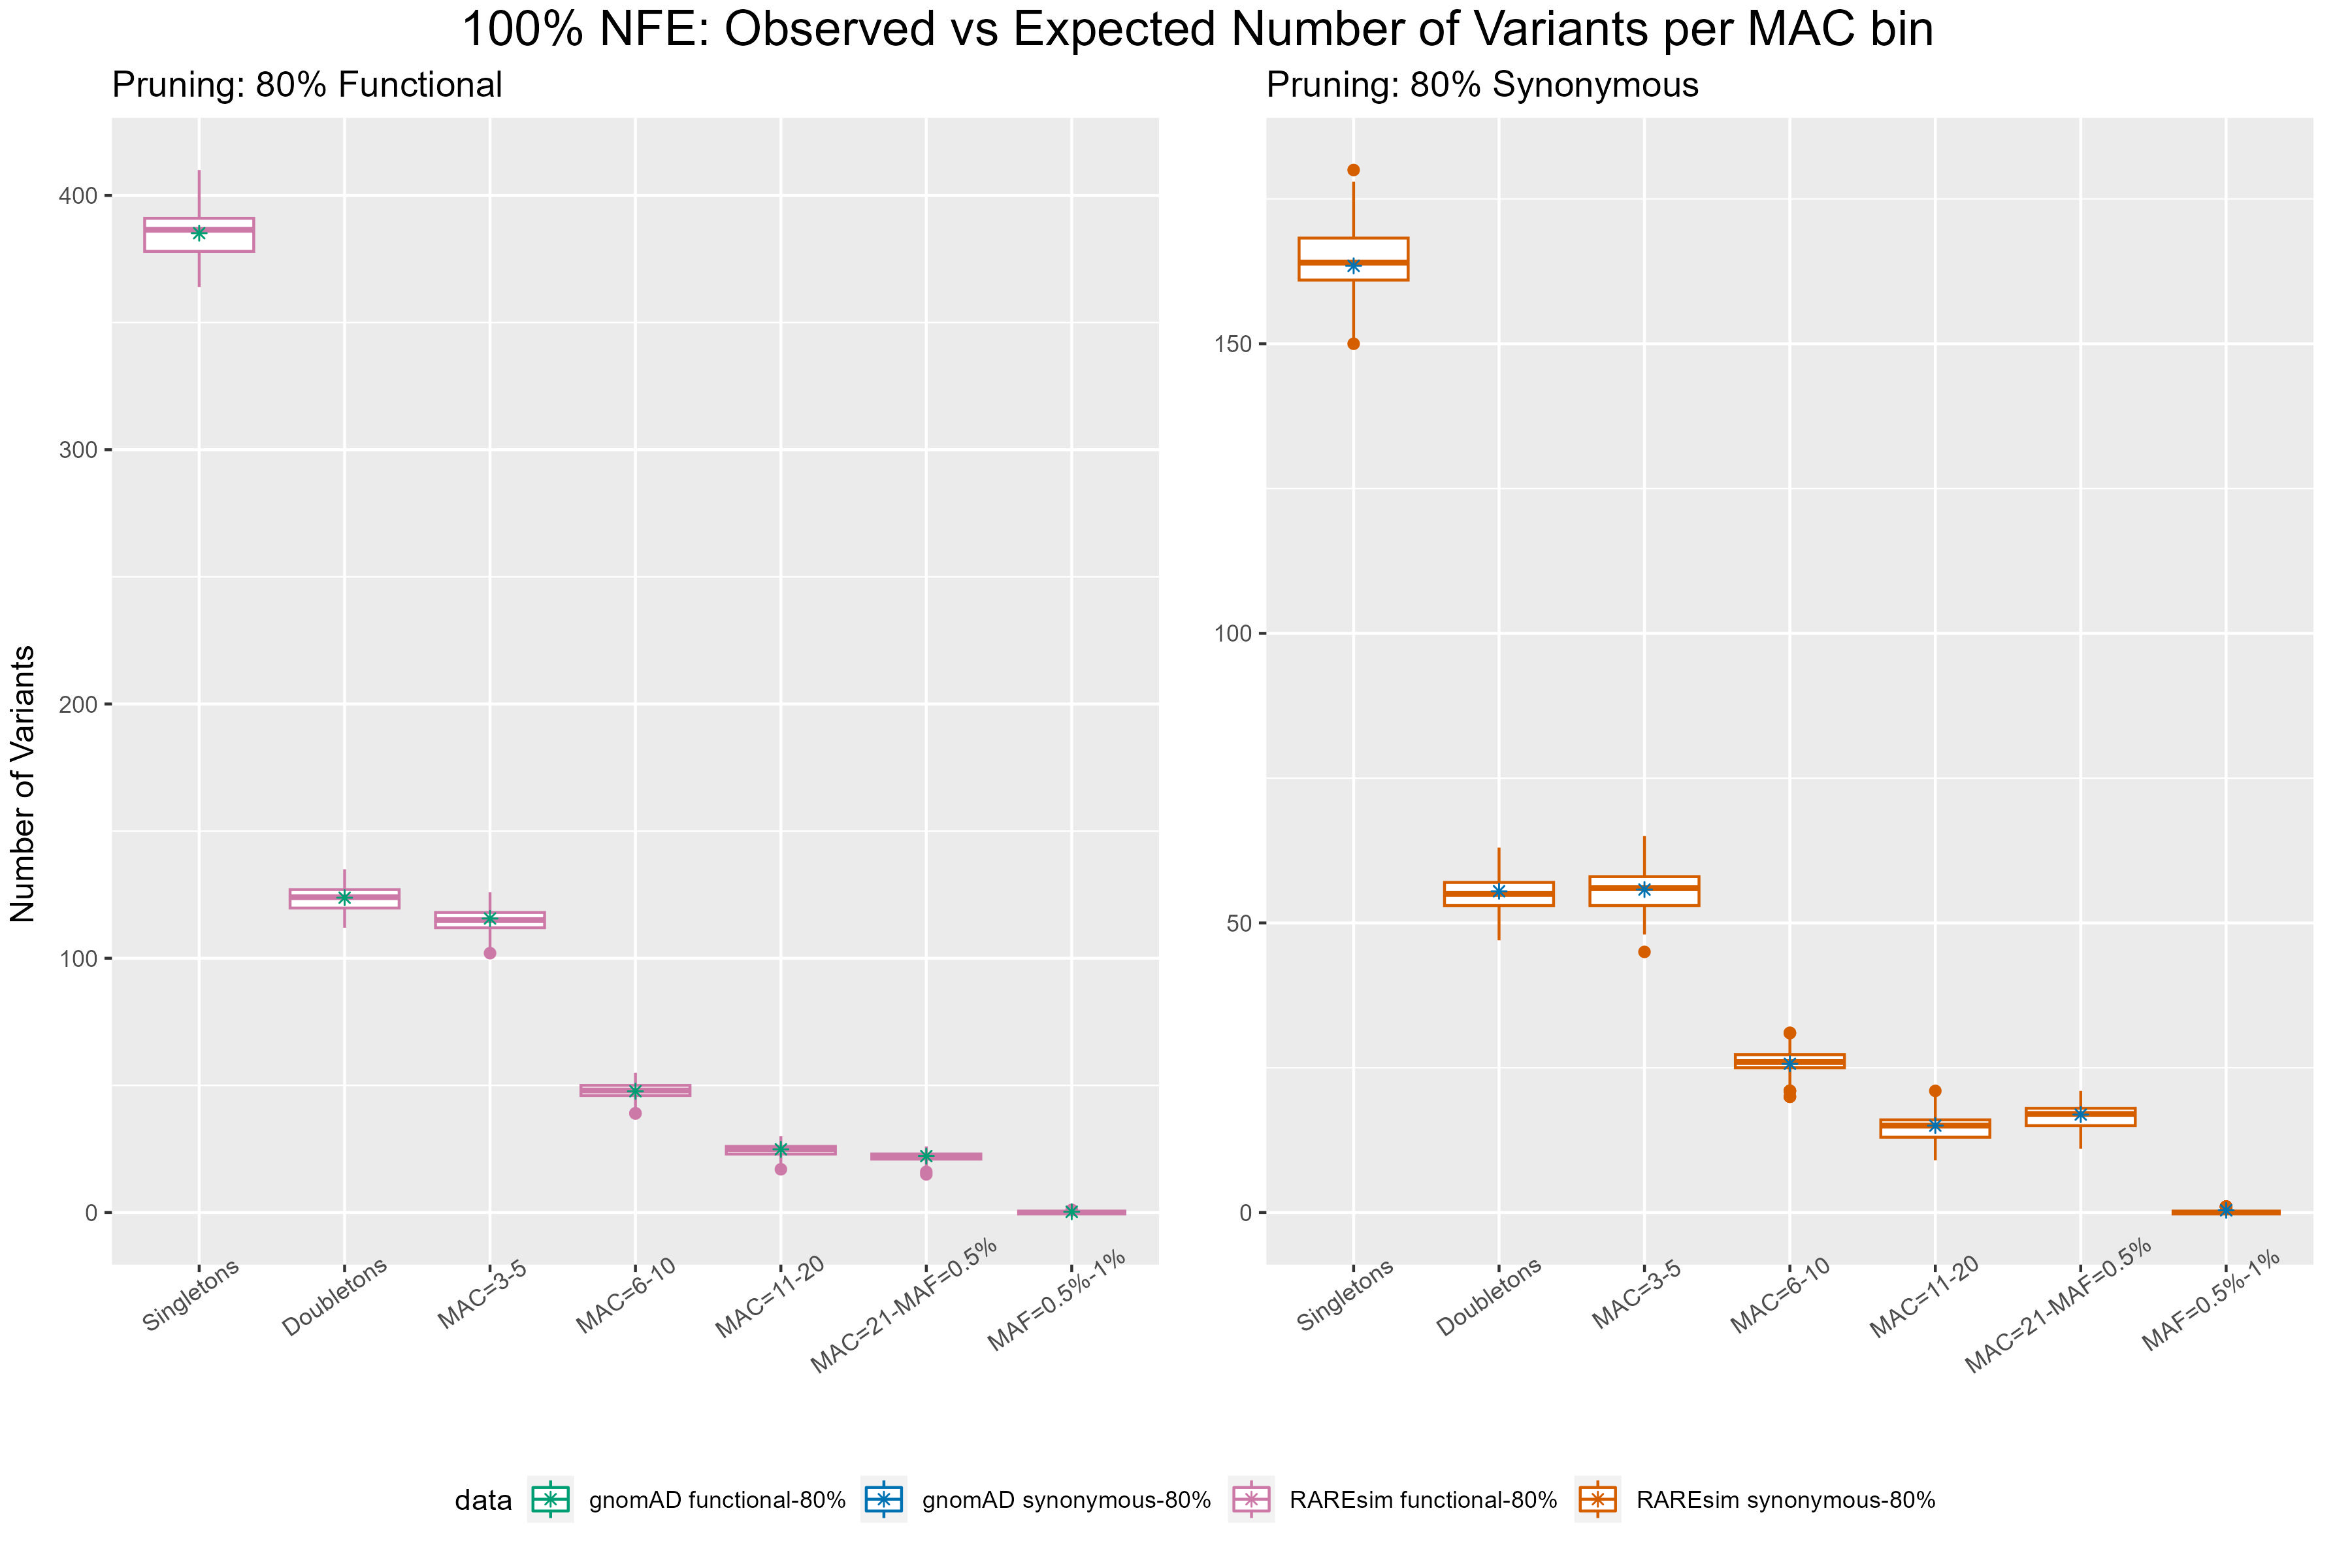 100% NFE: Observed vs Expected Number of Variants per MAC bin
Pruning: 80% Functional
Number of Variants
400
300
200
100
0
Singletons
Doubletons
MAC=3-5
MAC=6-10
MAC=11-20
MAC=21-MAF=0.5%
MAF=0.5%-1%
Pruning: 80% Synonymous
150
100
50
0
Singletons
Doubletons
MAC=3-5
MAC=6-10
MAC=11-20
MAC=21-MAF=0.5%
MAF=0.5%-1%
data gnomAD functional-80% gnomAD synonymous-80% RAREsim functional-80% RAREsim synonymous-80%